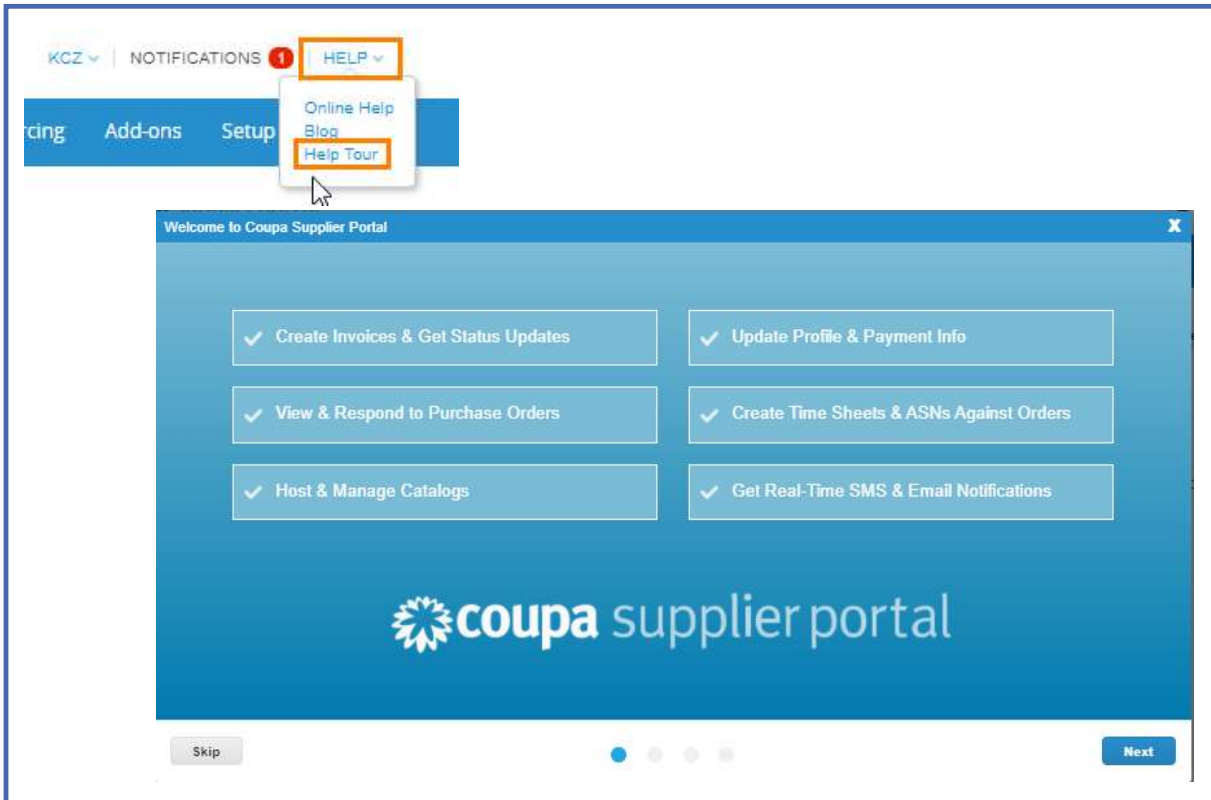 KCZ NOTIFICATIONS 1 HELP
rcing Add-ons Setup
Online Help
Blog
Help Tour
Welcome to Coupa Supplier Portal X
Create Invoices & Get Status Updates Update Profile & Payment Info
View & Respond to Purchase Orders Create Time Sheets & ASNs Against Orders
Host & Manage Catalogs Get Real-Time SMS & Email Notifications
coupa supplier portal
Skip Next